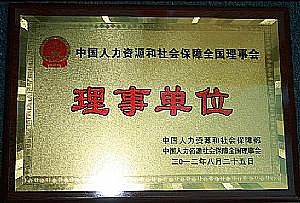 中国人力资源和社会保障全国理事会
理事单位
中国人力资源和社会保障部
中国人力资源社会保障全国理事会
二〇一二年八月二十五日